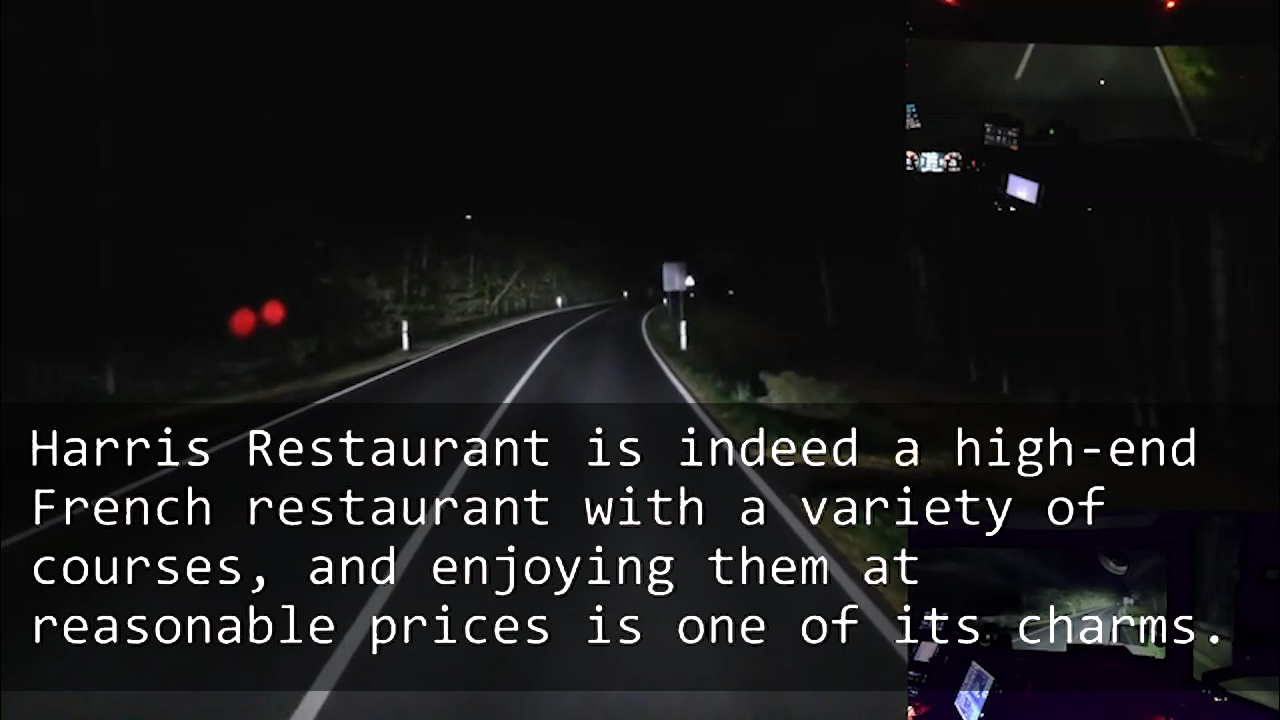 Harris Restaurant is indeed a high-end
French restaurant with a variety of
courses, and enjoying them at
reasonable prices is one of its charms.